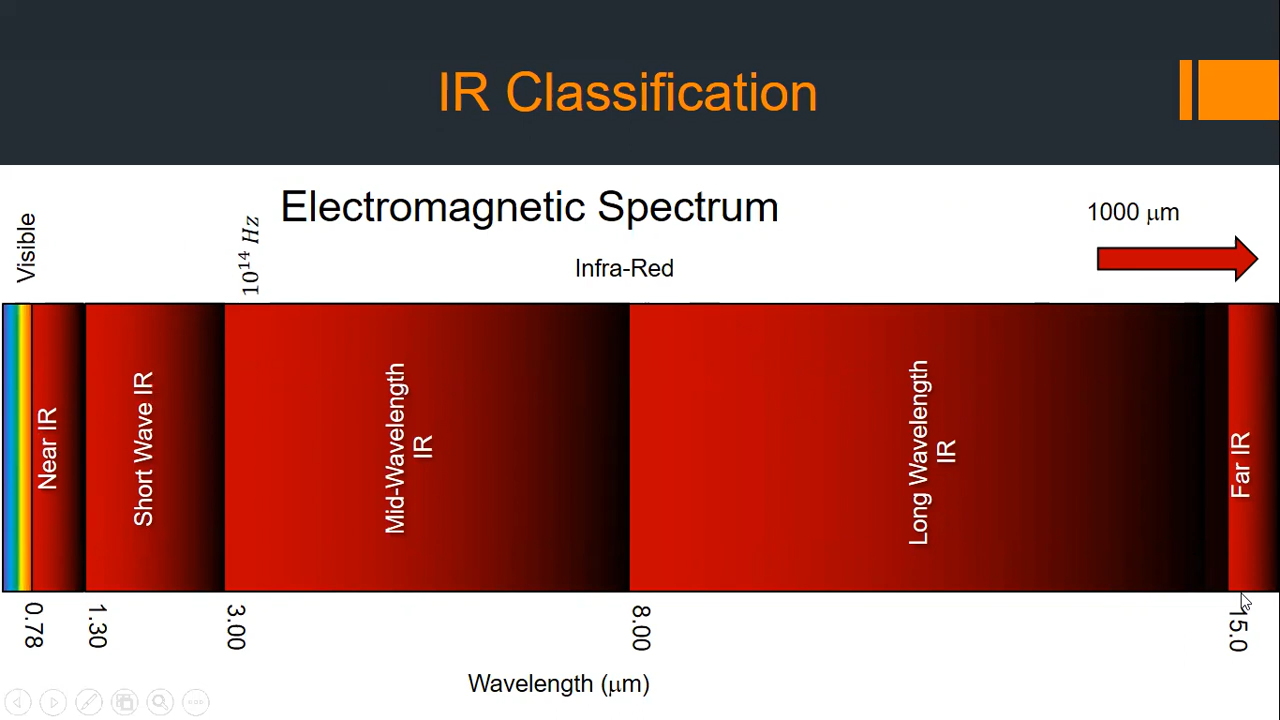 IR Classification
Electromagnetic Spectrum
1000 μm
Visible
10¹⁴ Hz
Infra-Red
Near IR
Short Wave IR
Mid-Wavelength
IR
Long Wavelength
IR
Far IR
0.78
1.30
3.00
8.00
15.0
Wavelength (μm)